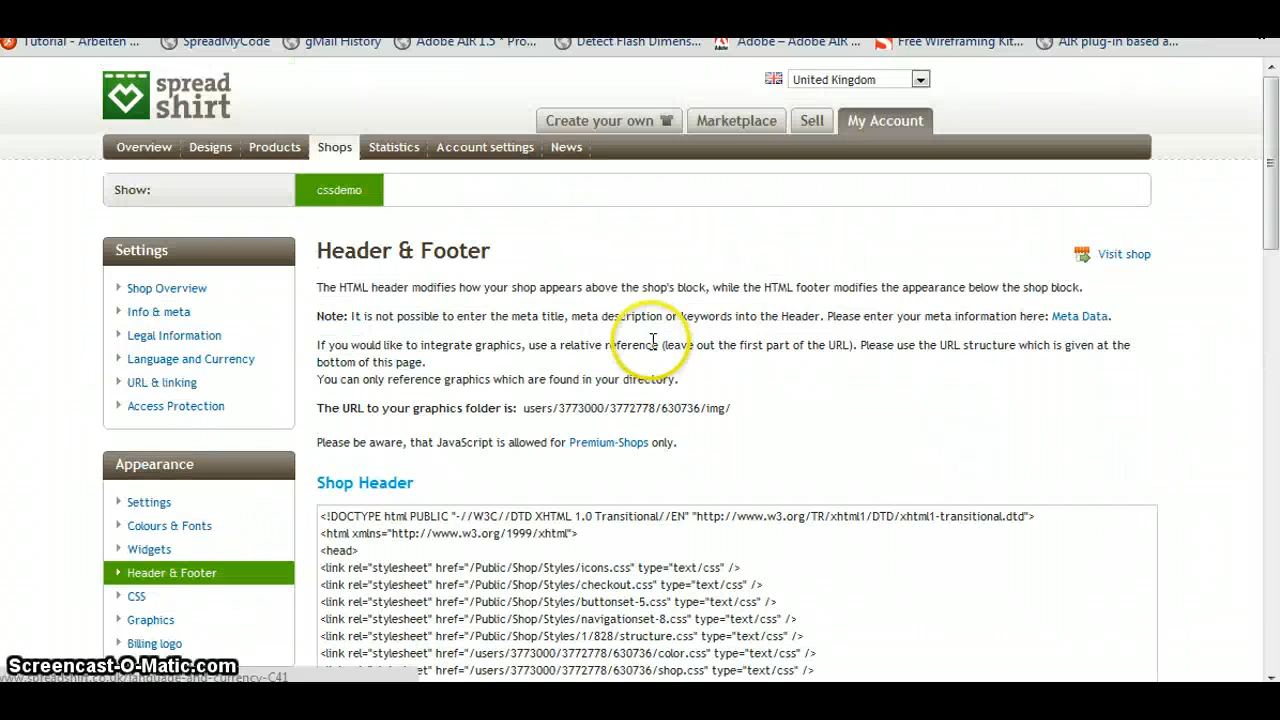 Tutorial - Arbeiten ... SpreadMyCode gMail History Adobe AIR 1.5 * Pro... Detect Flash Dimens... Adobe – Adobe AIR ... Free Wireframing Kit... AIR plug-in based a...
spread
shirt
United Kingdom
Create your own Marketplace Sell My Account
Overview Designs Products Shops Statistics Account settings News
Show: cssdemo
Settings
Shop Overview
Info & meta
Legal Information
Language and Currency
URL & linking
Access Protection
Appearance
Settings
Colours & Fonts
Widgets
Header & Footer
CSS
Graphics
Billing logo
Header & Footer
Visit shop
The HTML header modifies how your shop appears above the shop's block, while the HTML footer modifies the appearance below the shop block.
Note: It is not possible to enter the meta title, meta description or keywords into the Header. Please enter your meta information here: Meta Data.
If you would like to integrate graphics, use a relative reference (leave out the first part of the URL). Please use the URL structure which is given at the
bottom of this page.
You can only reference graphics which are found in your directory.
The URL to your graphics folder is: users/3773000/3772778/630736/img/
Please be aware, that JavaScript is allowed for Premium-Shops only.
Shop Header
<!DOCTYPE html PUBLIC "-//W3C//DTD XHTML 1.0 Transitional//EN" "http://www.w3.org/TR/xhtml1/DTD/xhtml1-transitional.dtd">
<html xmlns="http://www.w3.org/1999/xhtml">
<head>
<link rel="stylesheet" href="/Public/Shop/Styles/icons.css" type="text/css" />
<link rel="stylesheet" href="/Public/Shop/Styles/checkout.css" type="text/css" />
<link rel="stylesheet" href="/Public/Shop/Styles/buttonset-5.css" type="text/css" />
<link rel="stylesheet" href="/Public/Shop/Styles/navigationset-8.css" type="text/css" />
<link rel="stylesheet" href="/Public/Shop/Styles/1/828/structure.css" type="text/css" />
<link rel="stylesheet" href="/users/3773000/3772778/630736/color.css" type="text/css" />
<link rel="stylesheet" href="/users/3773000/3772778/630736/shop.css" type="text/css" />
Screencast-O-Matic.com
www.spreadshirt.co.uk/language-and-currency-C41